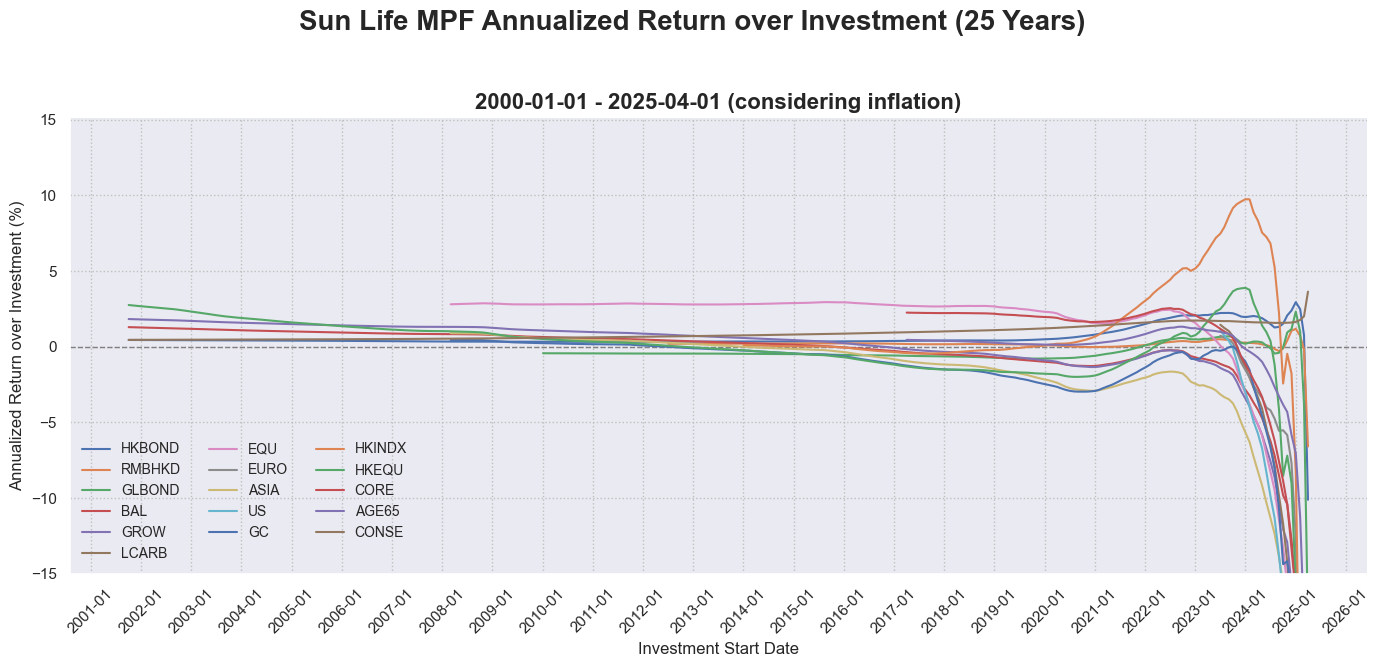 Sun Life MPF Annualized Return over Investment (25 Years)
2000-01-01 - 2025-04-01 (considering inflation)
Annualized Return over Investment (%)
15
10
5
0
−5
−10
−15
HKBOND
RMBHKD
GLBOND
BAL
GROW
LCARB
EQU
EURO
ASIA
US
GC
HKINDX
HKEQU
CORE
AGE65
CONSE
2001-01
2002-01
2003-01
2004-01
2005-01
2006-01
2007-01
2008-01
2009-01
2010-01
2011-01
2012-01
2013-01
2014-01
2015-01
2016-01
2017-01
2018-01
2019-01
2020-01
2021-01
2022-01
2023-01
2024-01
2025-01
2026-01
Investment Start Date